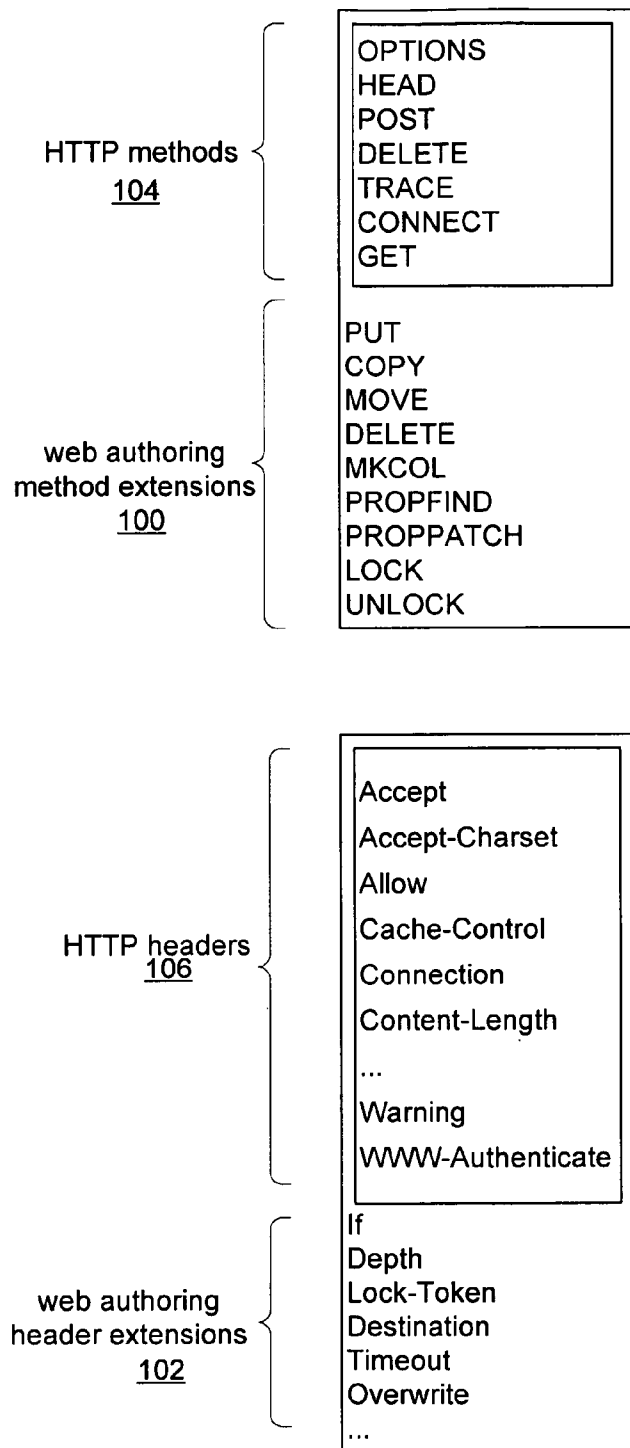 HTTP methods
104
OPTIONS
HEAD
POST
DELETE
TRACE
CONNECT
GET
web authoring
method extensions
100
PUT
COPY
MOVE
DELETE
MKCOL
PROPFIND
PROPPATCH
LOCK
UNLOCK
HTTP headers
106
Accept
Accept-Charset
Allow
Cache-Control
Connection
Content-Length
...
Warning
WWW-Authenticate
web authoring
header extensions
102
If
Depth
Lock-Token
Destination
Timeout
Overwrite
...